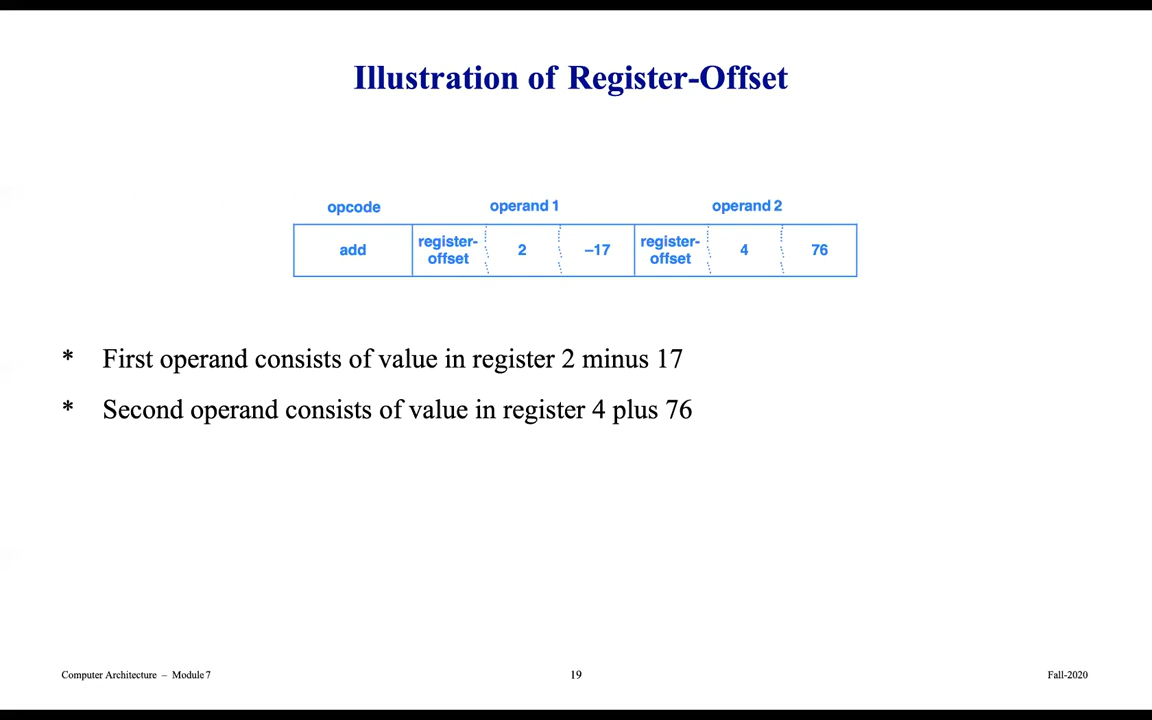 Illustration of Register-Offset
opcode operand 1 operand 2
add register-offset 2 –17 register-offset 4 76
* First operand consists of value in register 2 minus 17
* Second operand consists of value in register 4 plus 76
Computer Architecture – Module 7 19 Fall-2020